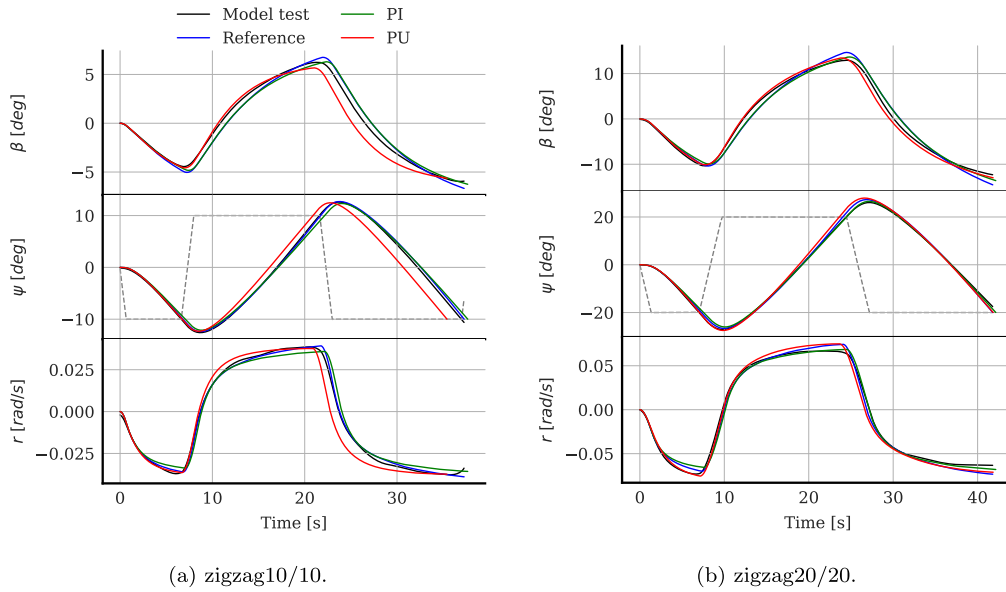 Model test
Reference
PI
PU
β [deg]
5
0
−5
ψ [deg]
10
0
−10
r [rad/s]
0.025
0.000
−0.025
0
10
20
30
Time [s]
(a) zigzag10/10.
β [deg]
10
0
−10
ψ [deg]
20
0
−20
r [rad/s]
0.05
0.00
−0.05
0
10
20
30
40
Time [s]
(b) zigzag20/20.